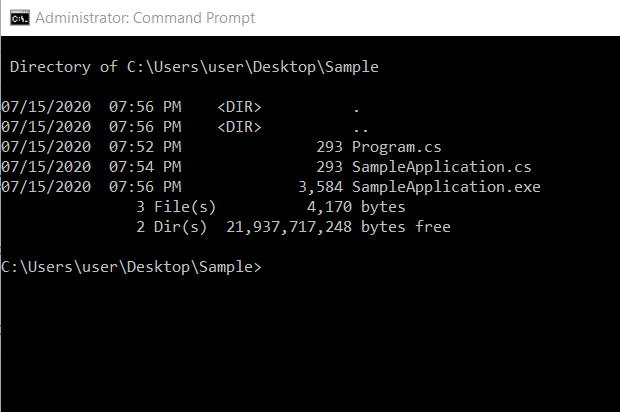 Administrator: Command Prompt
Directory of C:\Users\user\Desktop\Sample
07/15/2020  07:56 PM    <DIR>          .
07/15/2020  07:56 PM    <DIR>          ..
07/15/2020  07:52 PM               293 Program.cs
07/15/2020  07:54 PM               293 SampleApplication.cs
07/15/2020  07:56 PM             3,584 SampleApplication.exe
3 File(s)          4,170 bytes
2 Dir(s)  21,937,717,248 bytes free
C:\Users\user\Desktop\Sample>